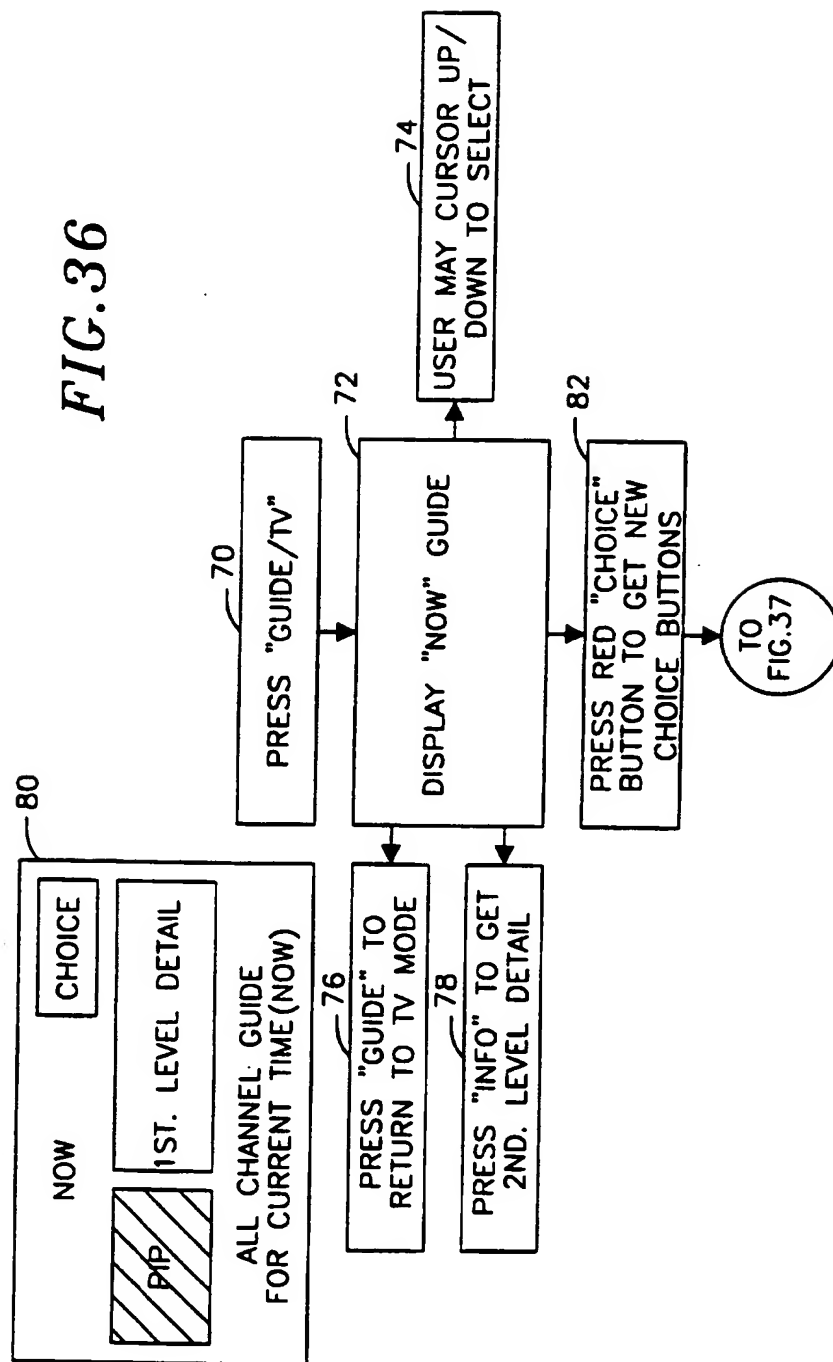 FIG.36
80
NOW
CHOICE
PIP
1ST. LEVEL DETAIL
ALL CHANNEL GUIDE
FOR CURRENT TIME(NOW)
70
PRESS "GUIDE/TV"
72
DISPLAY "NOW" GUIDE
74
USER MAY CURSOR UP/
DOWN TO SELECT
76
PRESS "GUIDE" TO
RETURN TO TV MODE
78
PRESS "INFO" TO GET
2ND. LEVEL DETAIL
82
PRESS RED "CHOICE"
BUTTON TO GET NEW
CHOICE BUTTONS
TO
FIG.37